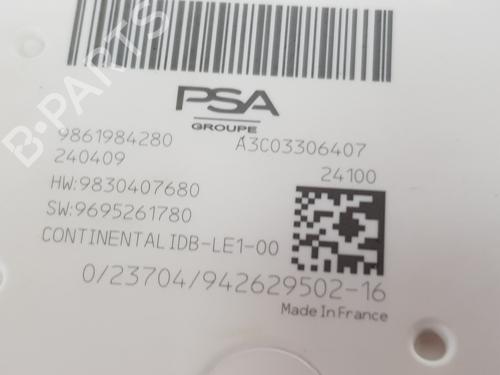 PSA
GROUPE
9861984280 A3C03306407
240409 24100
HW:9830407680
SW:9695261780
CONTINENTAL IDB-LE1-00
0/23704/942629502-16
Made In France
B-PARTS